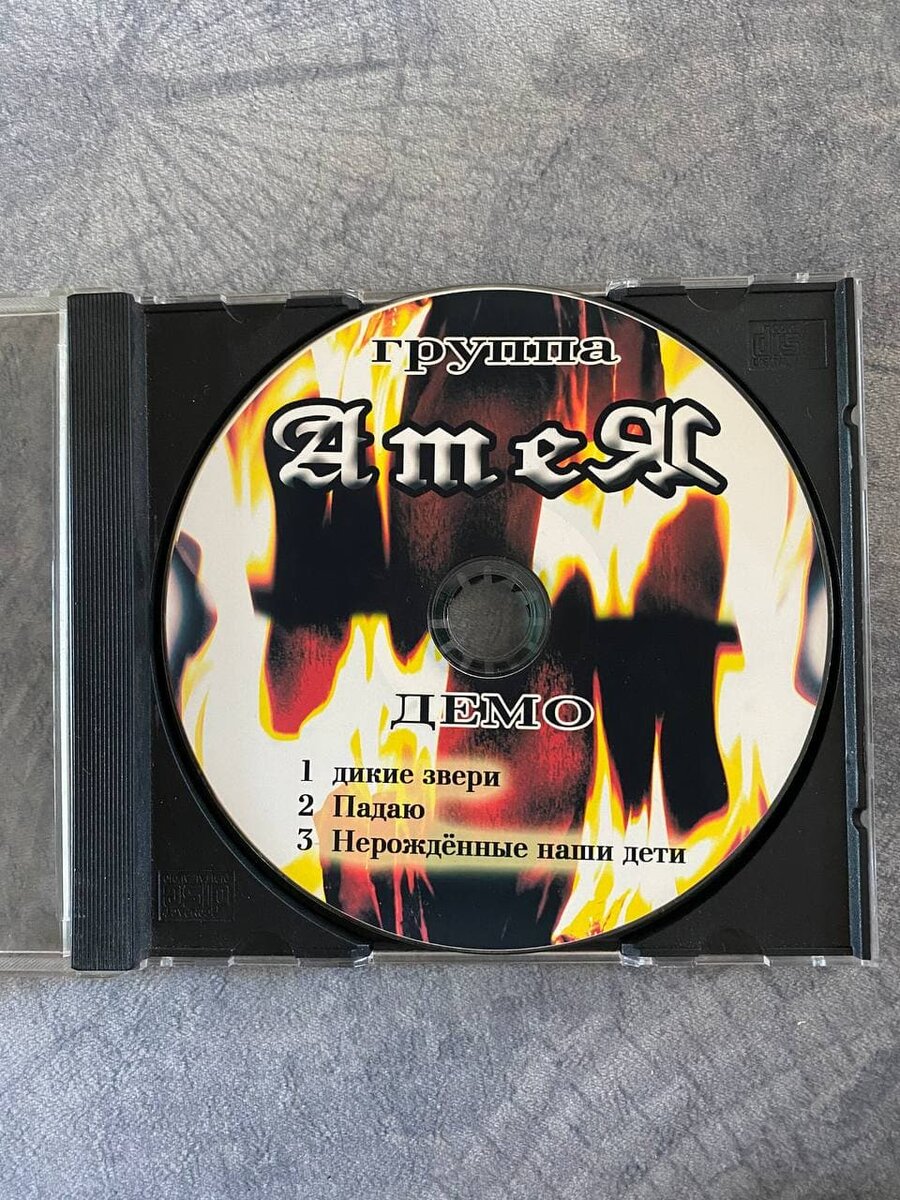 группа
АтеЯ
ДЕМО
1 дикие звери
2 Падаю
3 Нерождённые наши дети